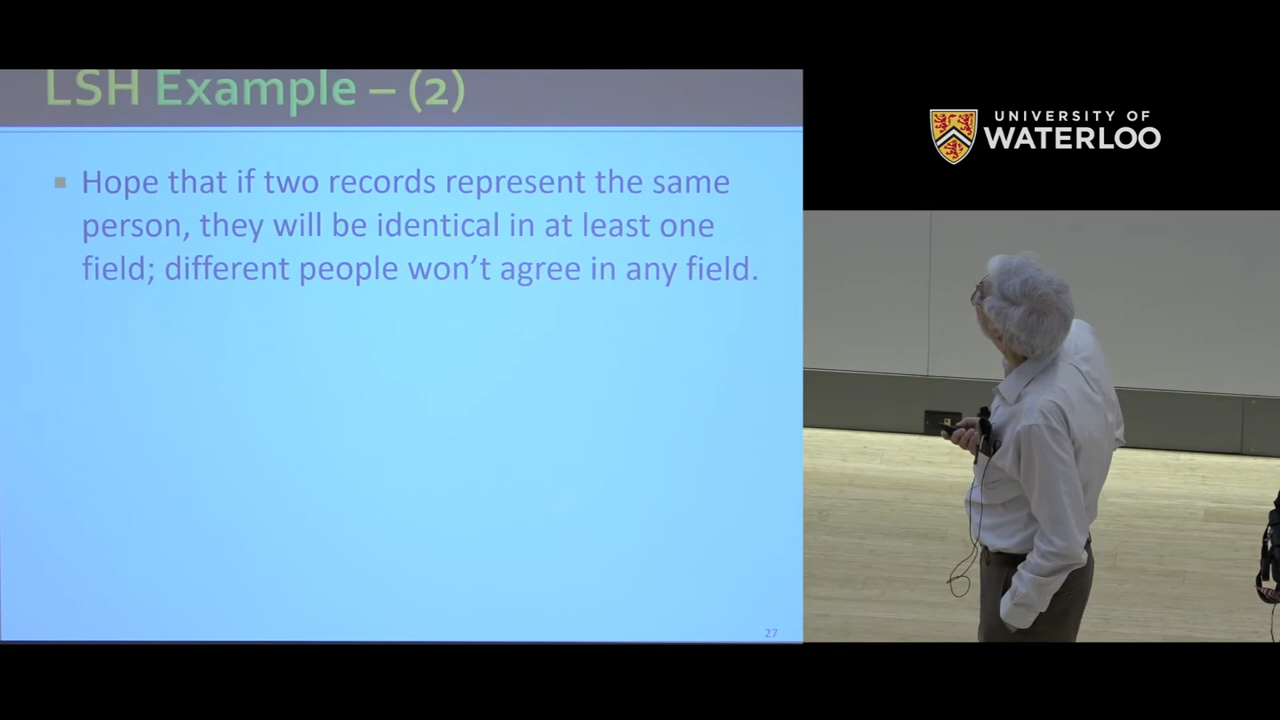 LSH Example – (2)
Hope that if two records represent the same
person, they will be identical in at least one
field; different people won't agree in any field.
27
UNIVERSITY OF
WATERLOO